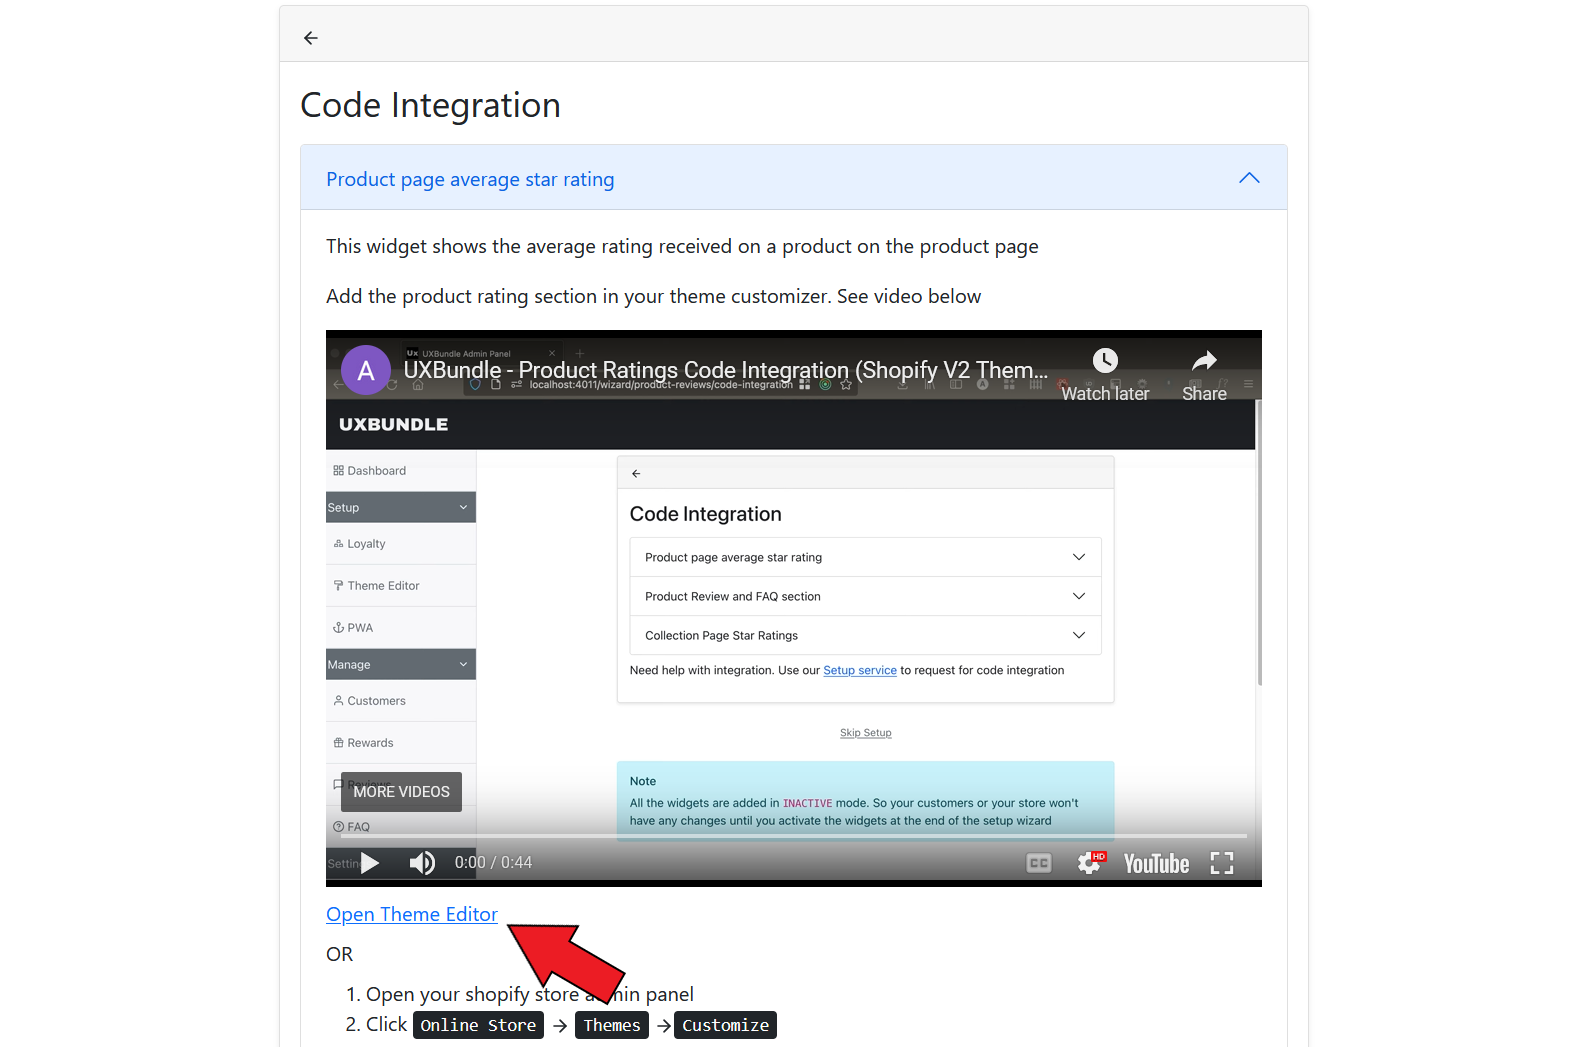 Code Integration
Product page average star rating
This widget shows the average rating received on a product on the product page
Add the product rating section in your theme customizer. See video below
Ux UXBundle Admin Panel
A UXBundle - Product Ratings Code Integration (Shopify V2 Them...
localhost:4011/wizard/product-reviews/code-integration
Watch later
Share
UXBUNDLE
Dashboard
Setup
Loyalty
Theme Editor
PWA
Manage
Customers
Rewards
Reviews
MORE VIDEOS
FAQ
Code Integration
Product page average star rating
Product Review and FAQ section
Collection Page Star Ratings
Need help with integration. Use our Setup service to request for code integration
Skip Setup
Note
All the widgets are added in INACTIVE mode. So your customers or your store won't
have any changes until you activate the widgets at the end of the setup wizard
0:00 / 0:44
CC
HD
YouTube
Open Theme Editor
OR
1. Open your shopify store admin panel
2. Click Online Store → Themes → Customize